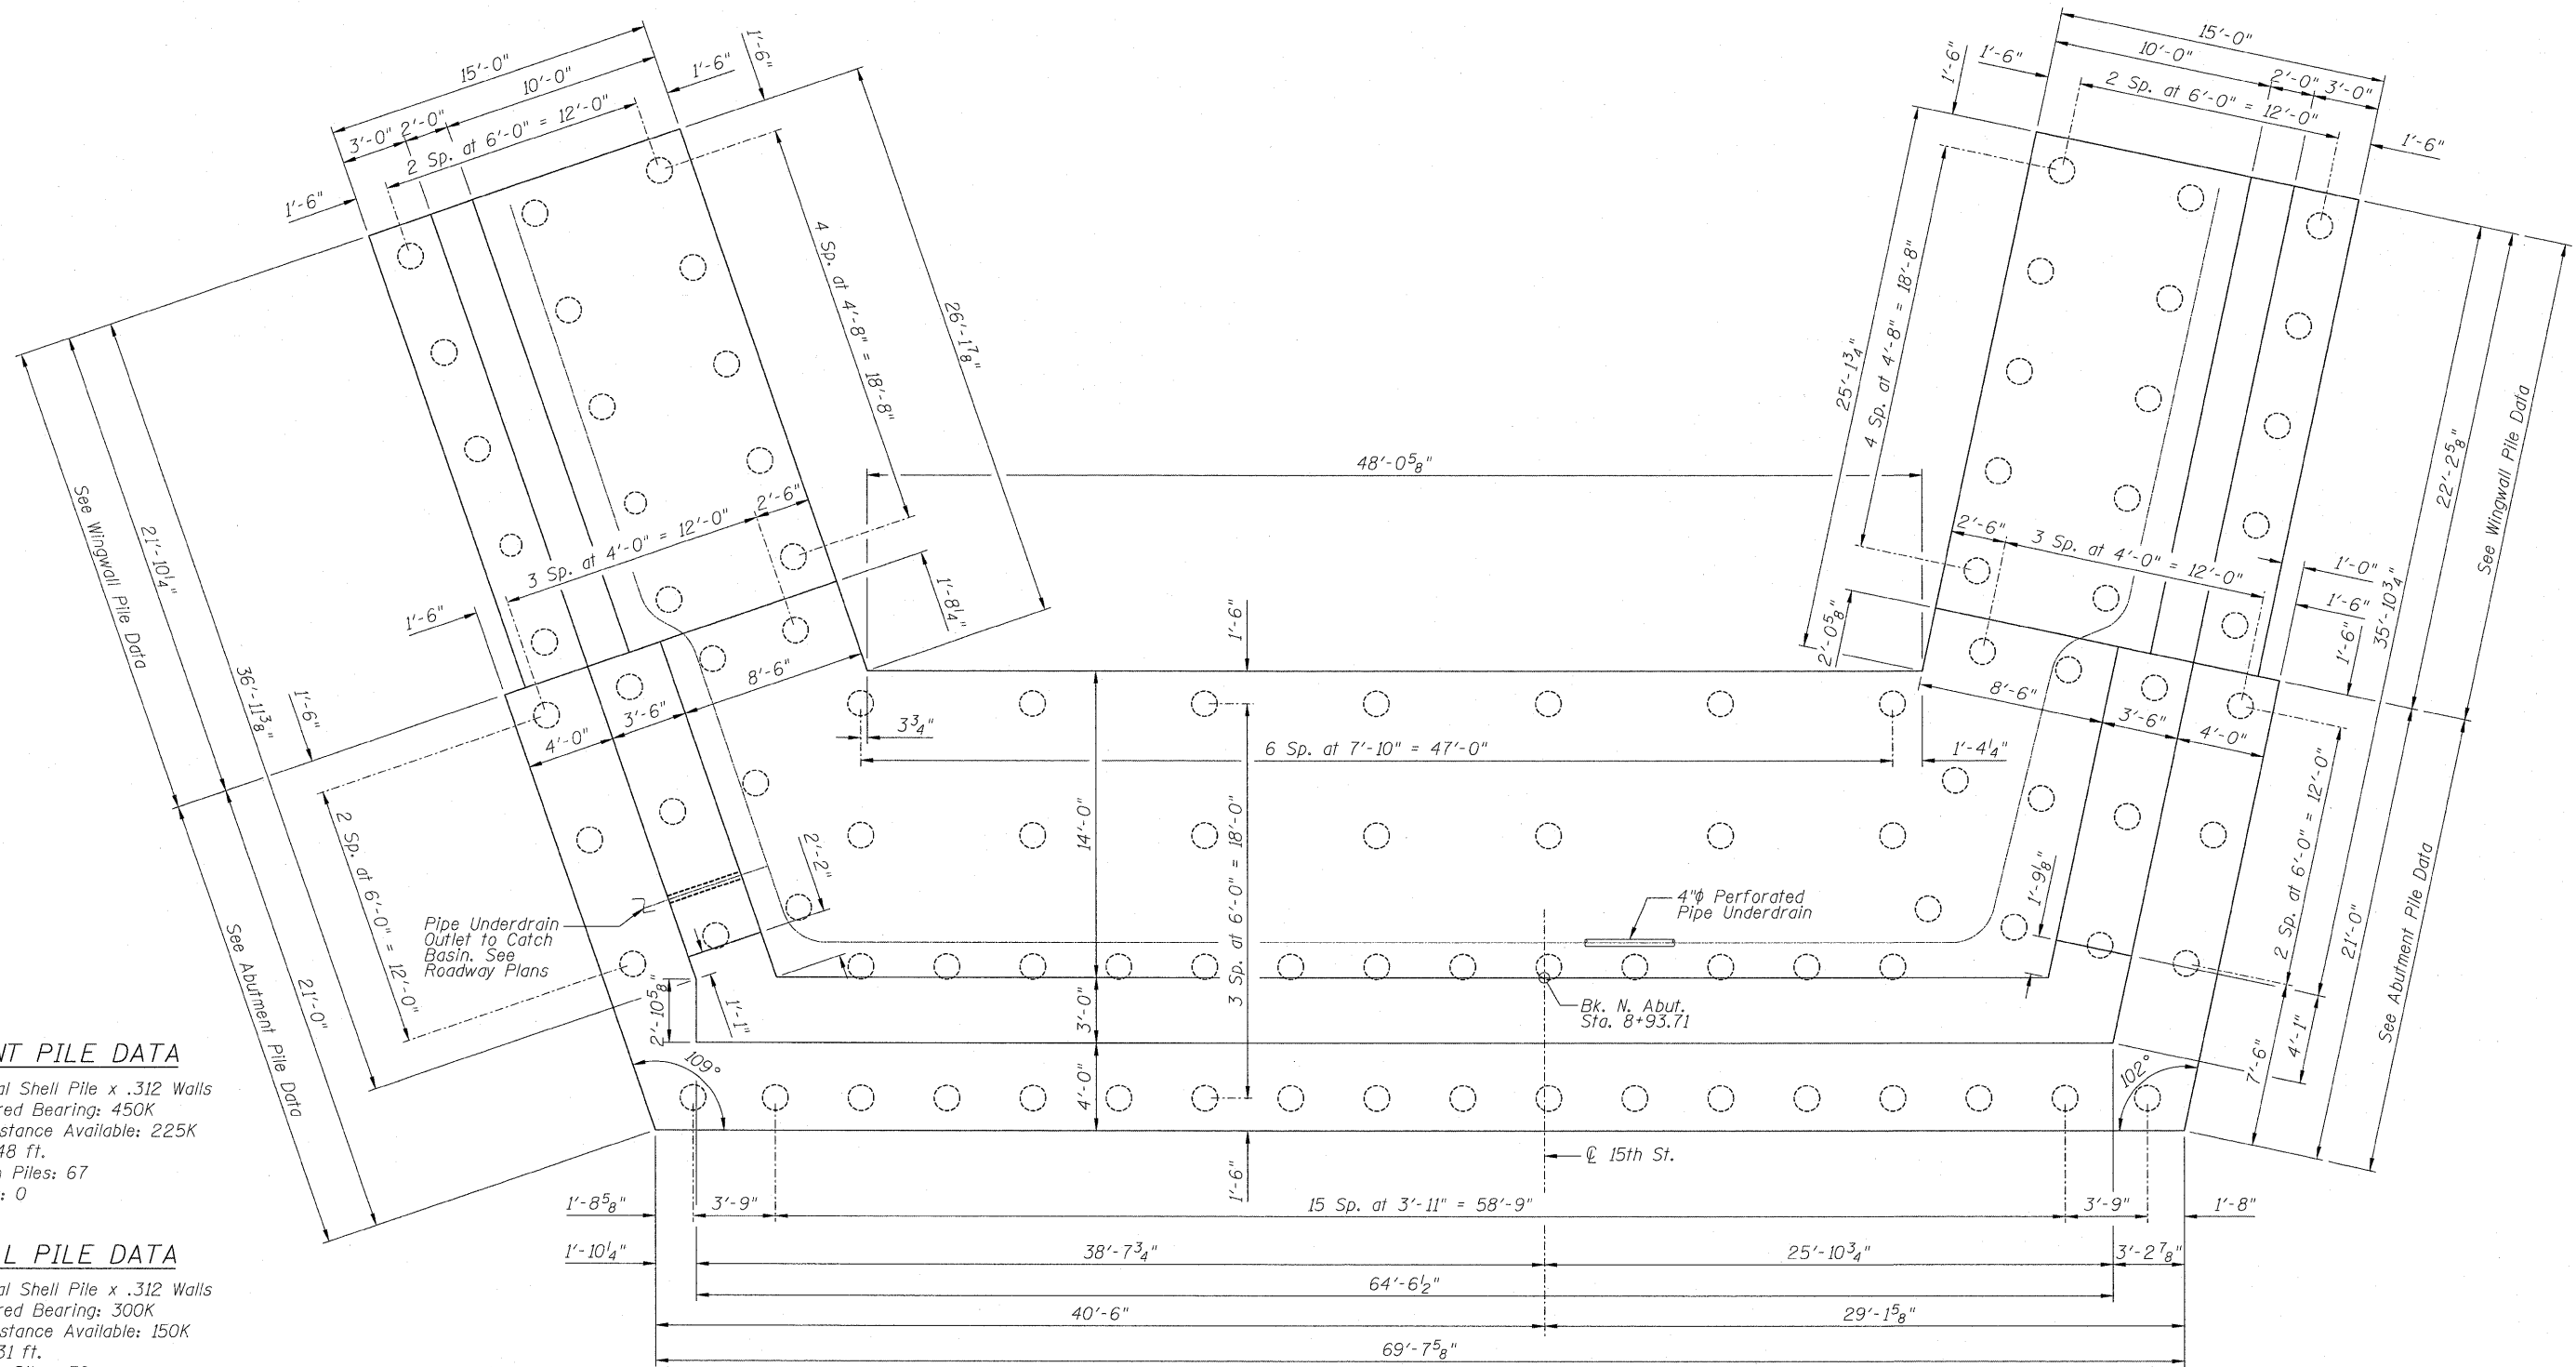 15'-0"
10'-0"
3'-0"
2'-0"
2 Sp. at 6'-0" = 12'-0"
1'-6"
1'-6"
1'-6"
4 Sp. at 4'-8" = 18'-8"
26'-1 7/8"
3 Sp. at 4'-0" = 12'-0"
2'-6"
1'-8 1/4"
1'-6"
8'-6"
3'-6"
4'-0"
See Wingwall Pile Data
21'-10 1/4"
36'-11 3/8"
1'-6"
2 Sp. at 6'-0" = 12'-0"
See Abutment Pile Data
21'-0"
15'-0"
10'-0"
2'-0"
3'-0"
2 Sp. at 6'-0" = 12'-0"
1'-6"
1'-6"
1'-6"
25'-1 3/4"
4 Sp. at 4'-8" = 18'-8"
2'-6"
3 Sp. at 4'-0" = 12'-0"
2'-0 5/8"
1'-0"
1'-6"
1'-6"
35'-10 3/4"
22'-2 5/8"
See Wingwall Pile Data
8'-6"
3'-6"
4'-0"
2 Sp. at 6'-0" = 12'-0"
21'-0"
4'-1"
7'-6"
See Abutment Pile Data
48'-0 5/8"
1'-6"
3 3/4"
6 Sp. at 7'-10" = 47'-0"
1'-4 1/4"
14'-0"
3 Sp. at 6'-0" = 18'-0"
2'-2"
1'-9 1/8"
Pipe Underdrain
Outlet to Catch
Basin. See
Roadway Plans
4"ϕ Perforated
Pipe Underdrain
Bk. N. Abut.
Sta. 8+93.71
2'-10 5/8"
1'-1"
3'-0"
4'-0"
109°
102°
1'-6"
℄ 15th St.
1'-8 5/8"
3'-9"
15 Sp. at 3'-11" = 58'-9"
3'-9"
1'-8"
1'-10 1/4"
38'-7 3/4"
25'-10 3/4"
3'-2 7/8"
64'-6 1/2"
40'-6"
29'-1 5/8"
69'-7 5/8"
NT PILE DATA
al Shell Pile x .312 Walls
red Bearing: 450K
stance Available: 225K
48 ft.
n Piles: 67
: 0
L PILE DATA
al Shell Pile x .312 Walls
red Bearing: 300K
stance Available: 150K
31 ft.